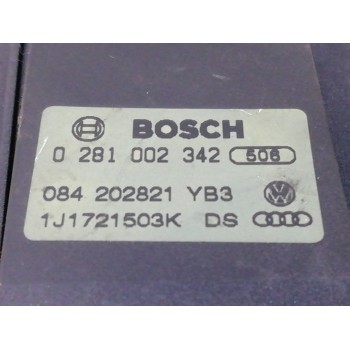 BOSCH
0 281 002 342 506
084 202821 YB3
1J1721503K DS